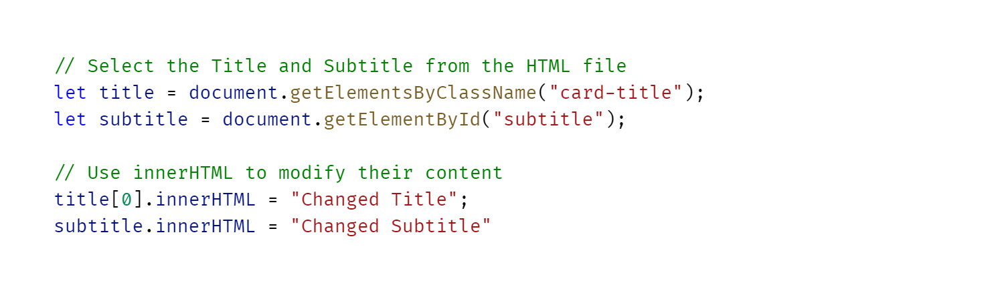 // Select the Title and Subtitle from the HTML file
let title = document.getElementsByClassName("card-title");
let subtitle = document.getElementById("subtitle");

// Use innerHTML to modify their content
title[0].innerHTML = "Changed Title";
subtitle.innerHTML = "Changed Subtitle"